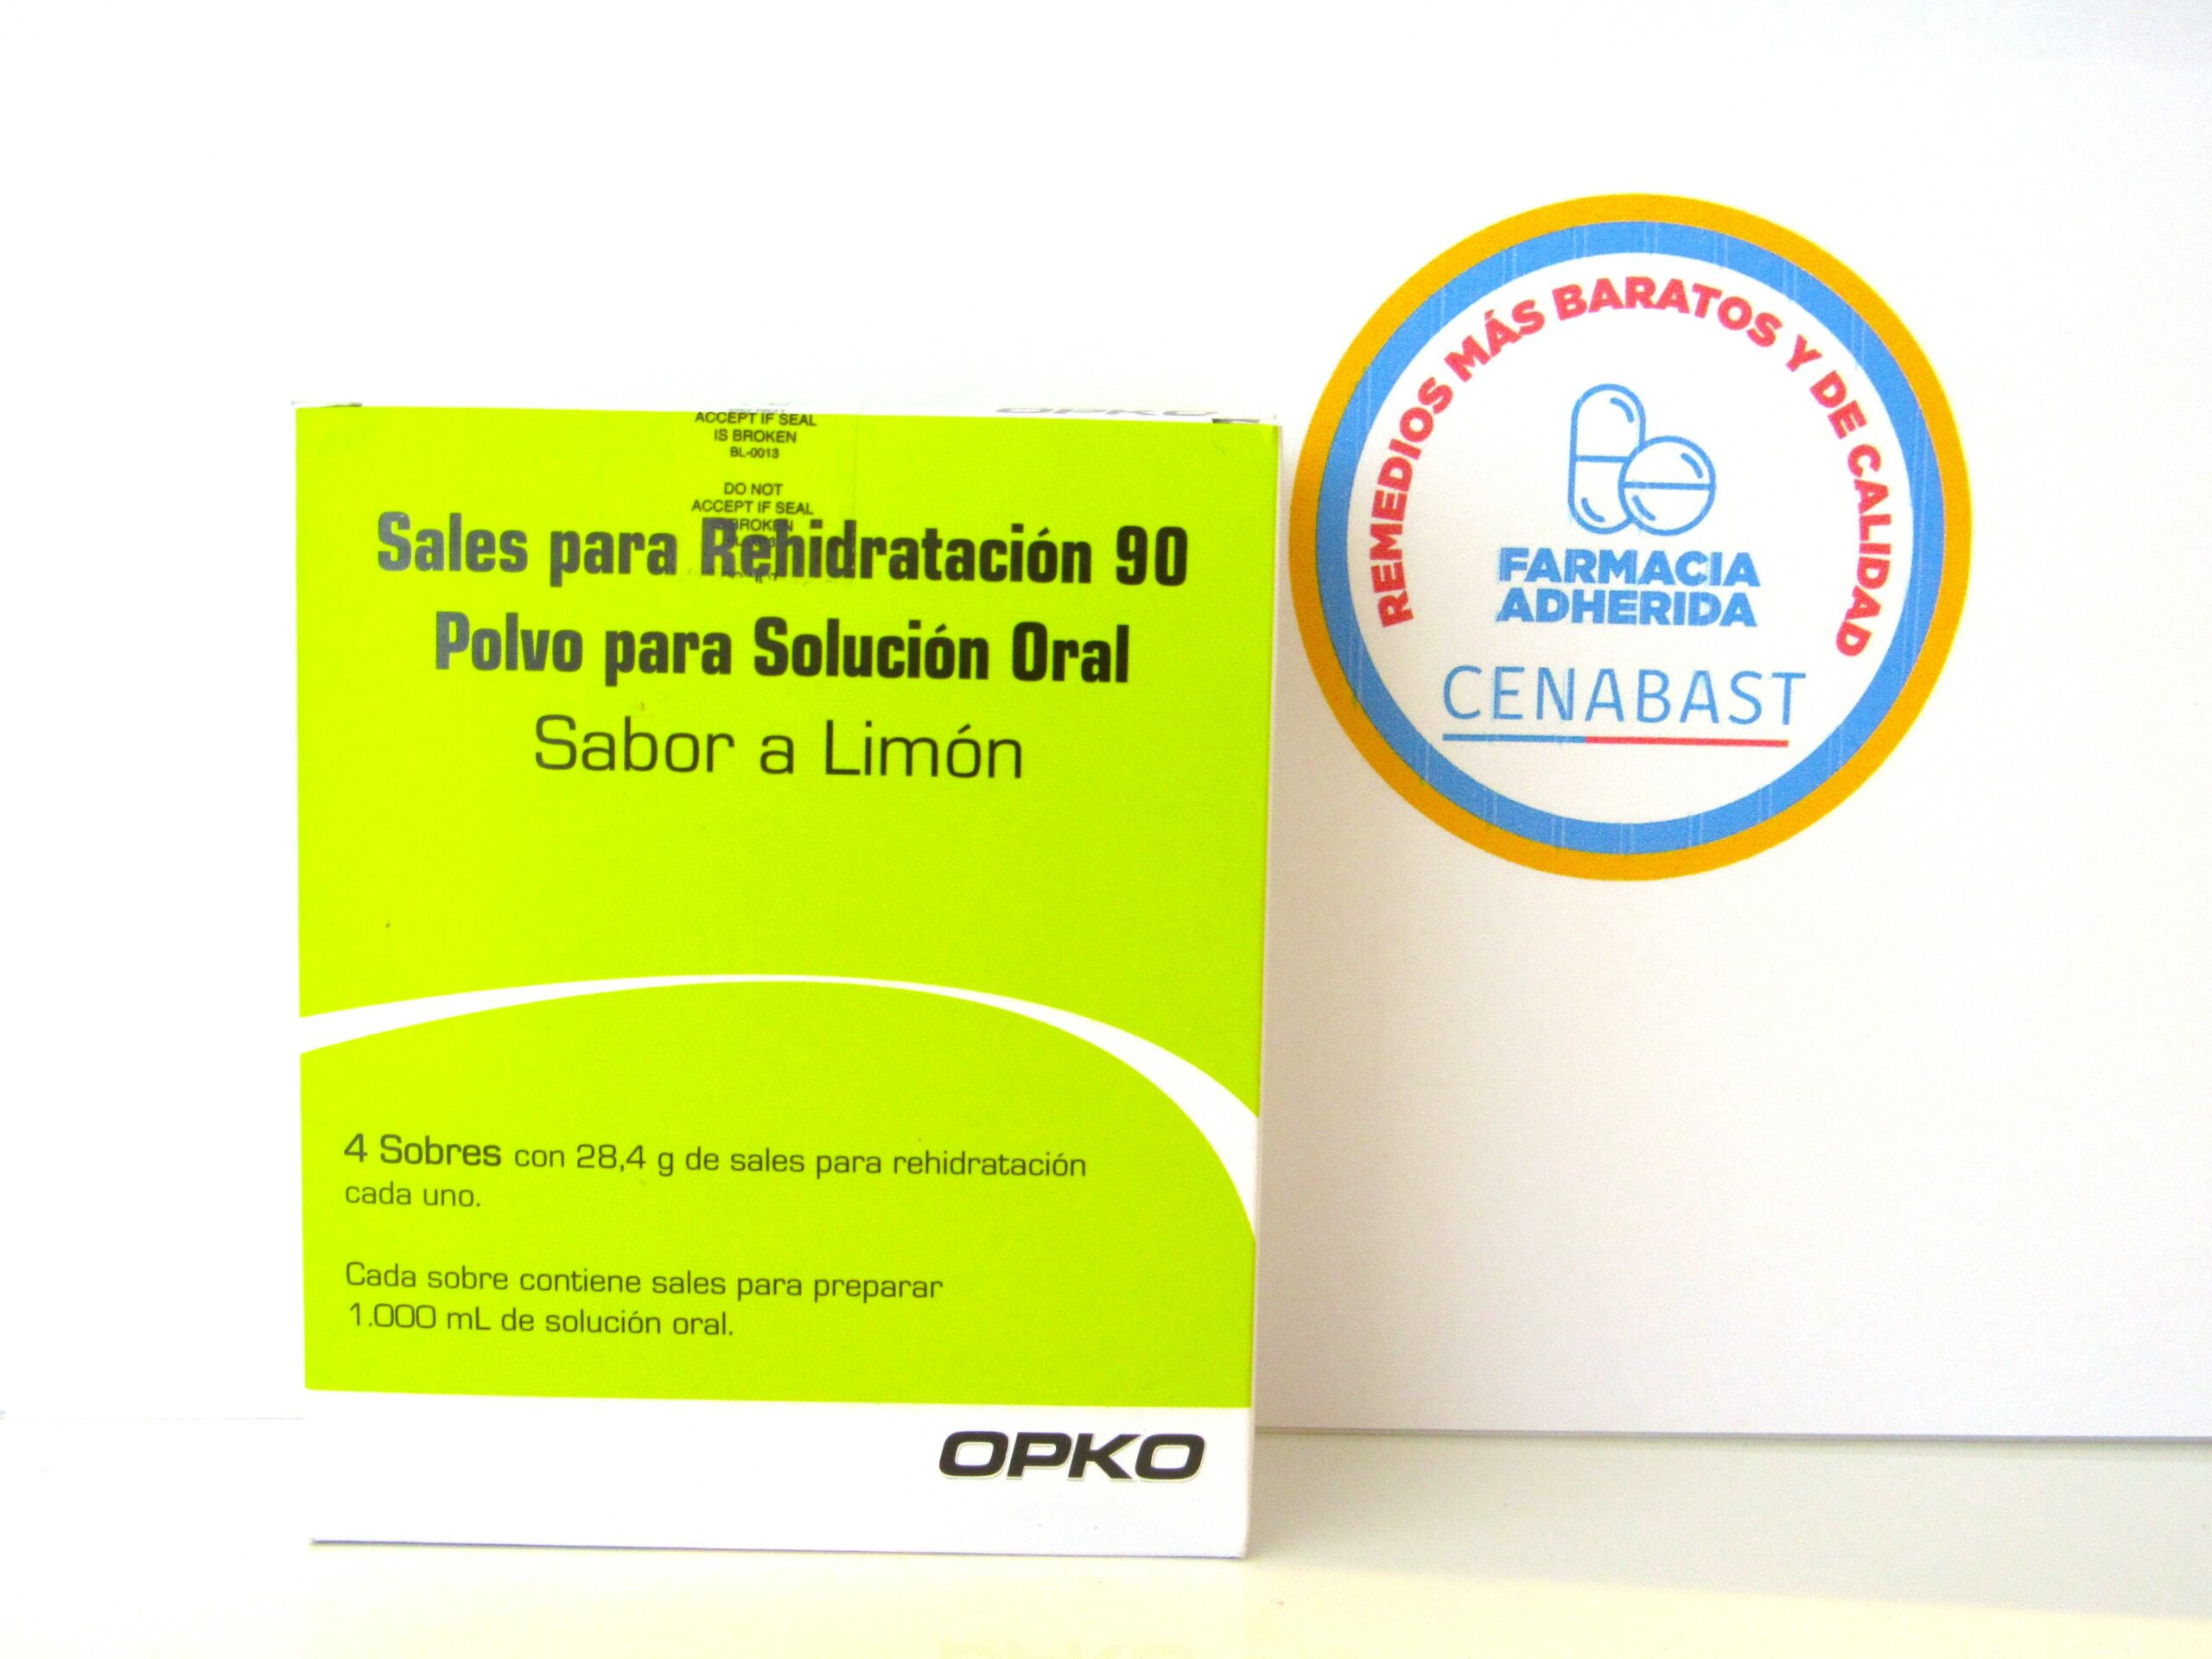 OPKO
ACCEPT IF SEAL
IS BROKEN
BL-0013
DO NOT
ACCEPT IF SEAL
BROKEN
Sales para Rehidratación 90
Polvo para Solución Oral
Sabor a Limón
4 Sobres con 28,4 g de sales para rehidratación
cada uno.
Cada sobre contiene sales para preparar
1.000 mL de solución oral.
OPKO
REMEDIOS MÁS BARATOS Y DE CALIDAD
FARMACIA
ADHERIDA
CENABAST